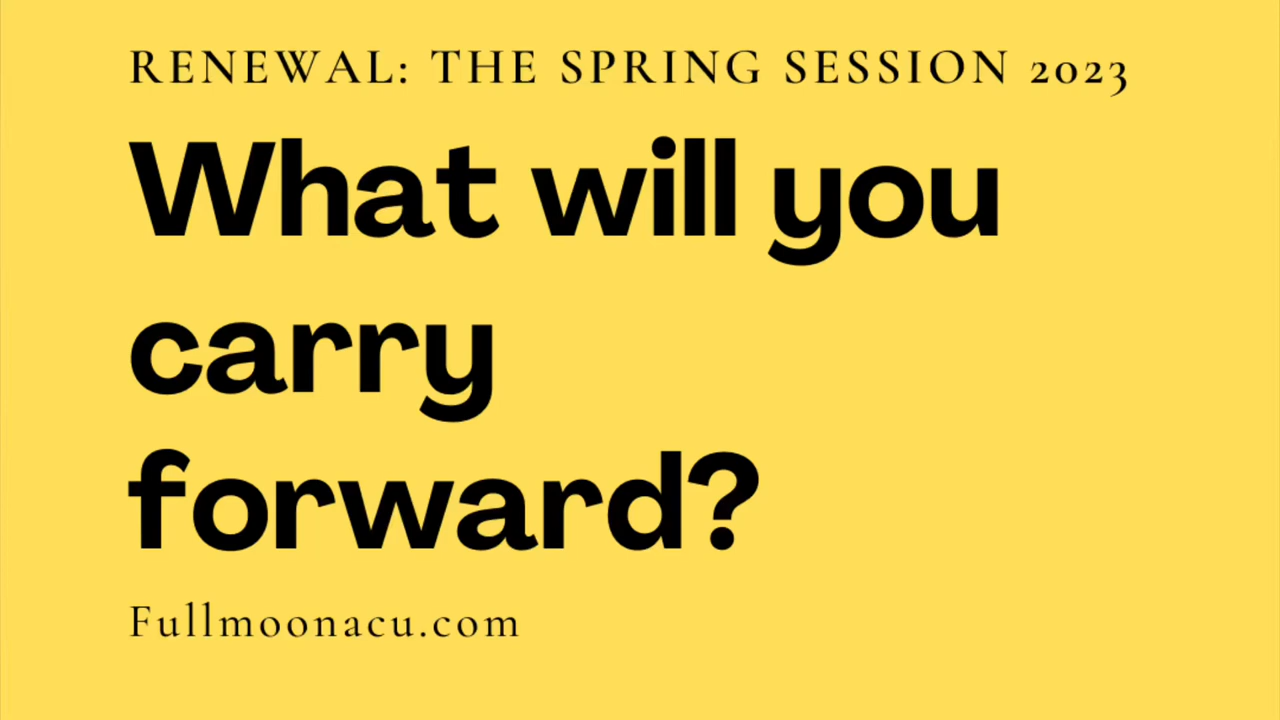 RENEWAL: THE SPRING SESSION 2023
What will you
carry
forward?
Fullmoonacu.com